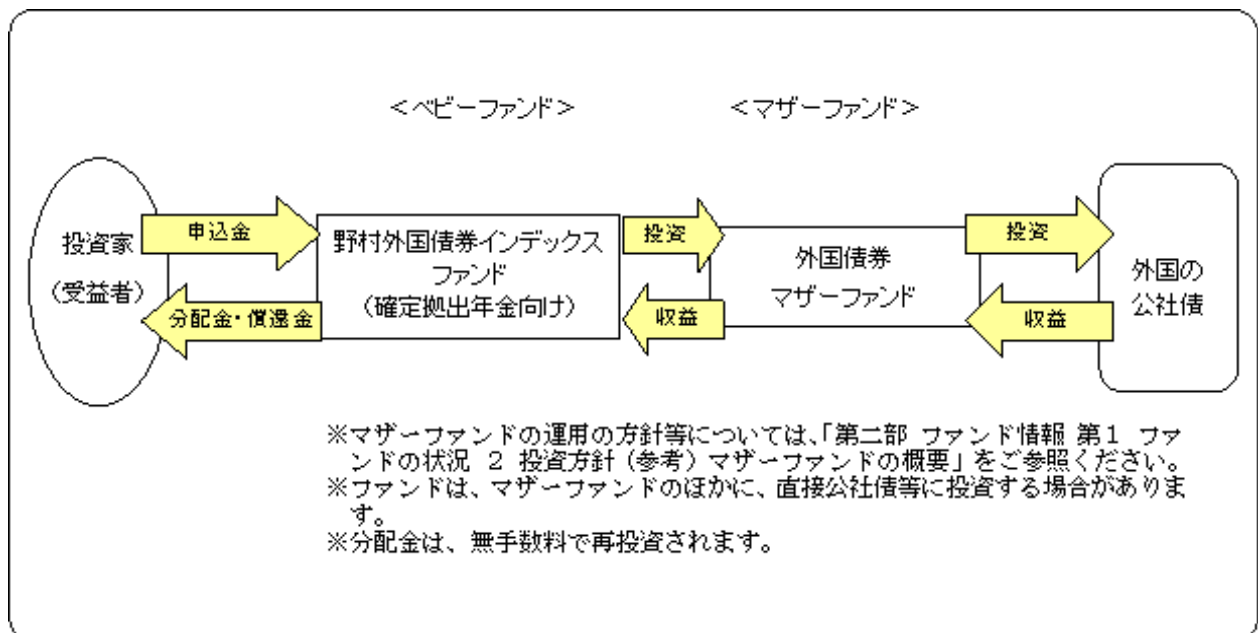 ＜ベビーファンド＞
＜マザーファンド＞
投資家
（受益者）
申込金
分配金・償還金
野村外国債券インデックス
ファンド
（確定拠出年金向け）
投資
収益
外国債券
マザーファンド
投資
収益
外国の
公社債
※マザーファンドの運用の方針等については、「第二部 ファンド情報 第１ ファ
ンドの状況 ２ 投資方針（参考）マザーファンドの概要」をご参照ください。
※ファンドは、マザーファンドのほかに、直接公社債等に投資する場合がありま
す。
※分配金は、無手数料で再投資されます。